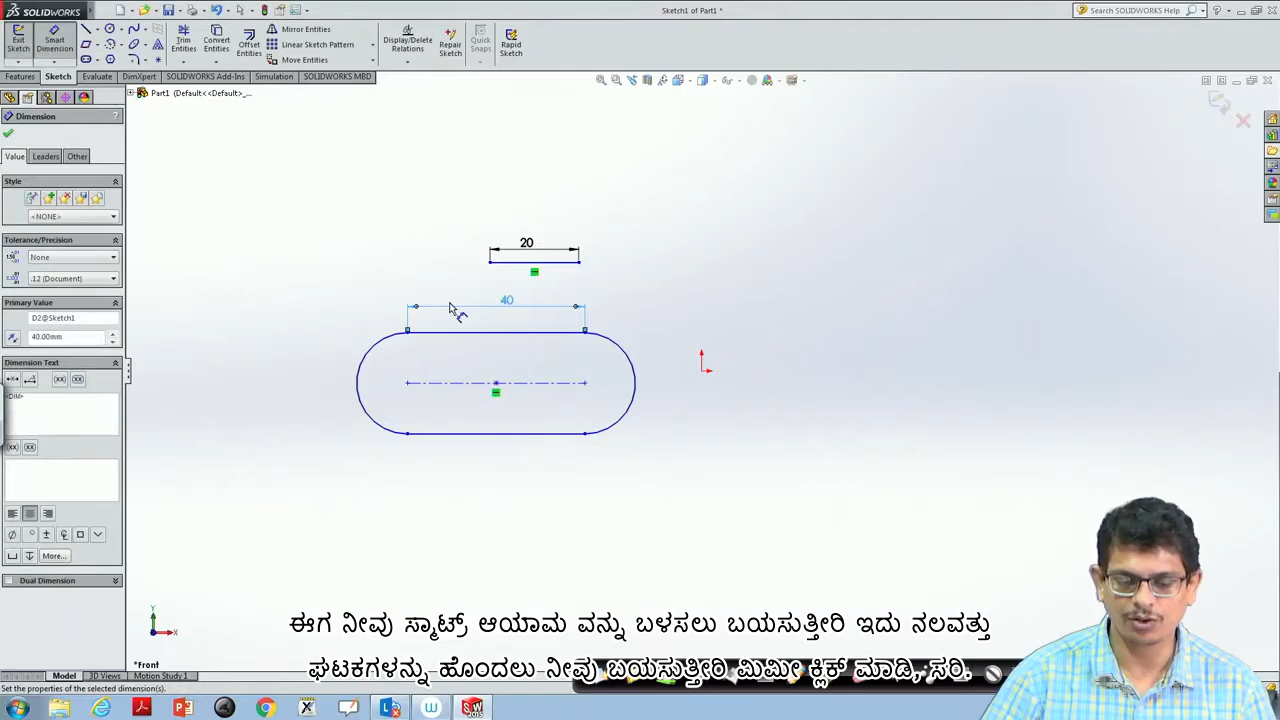 SOLIDWORKS
Sketch1 of Part1 *
Search SOLIDWORKS Help
Exit Sketch
Smart Dimension
Trim Entities
Convert Entities
Offset Entities
Mirror Entities
Linear Sketch Pattern
Move Entities
Display/Delete Relations
Repair Sketch
Quick Snaps
Rapid Sketch
Features Sketch Evaluate DimXpert SOLIDWORKS Add-Ins Simulation SOLIDWORKS MBD
Part1 (Default<<Default>_...
Dimension
Value Leaders Other
Style
<NONE>
Tolerance/Precision
None
.12 (Document)
Primary Value
D2@Sketch1
40.00mm
Dimension Text
<DIM>
More...
Dual Dimension
20
40
Y
X
*Front
ಈಗ ನೀವು ಸ್ಮಾರ್ಟ್ ಆಯಾಮ ವನ್ನು ಬಳಸಲು ಬಯಸುತ್ತೀರಿ ಇದು ನಲವತ್ತು
ಘಟಕಗಳನ್ನು ಹೊಂದಲು ನೀವು ಬಯಸುತ್ತೀರಿ ಮಿಮೀ ಕ್ಲಿಕ್ ಮಾಡಿ, ಸರಿ.
Model 3D Views Motion Study 1
Set the properties of the selected dimension(s).